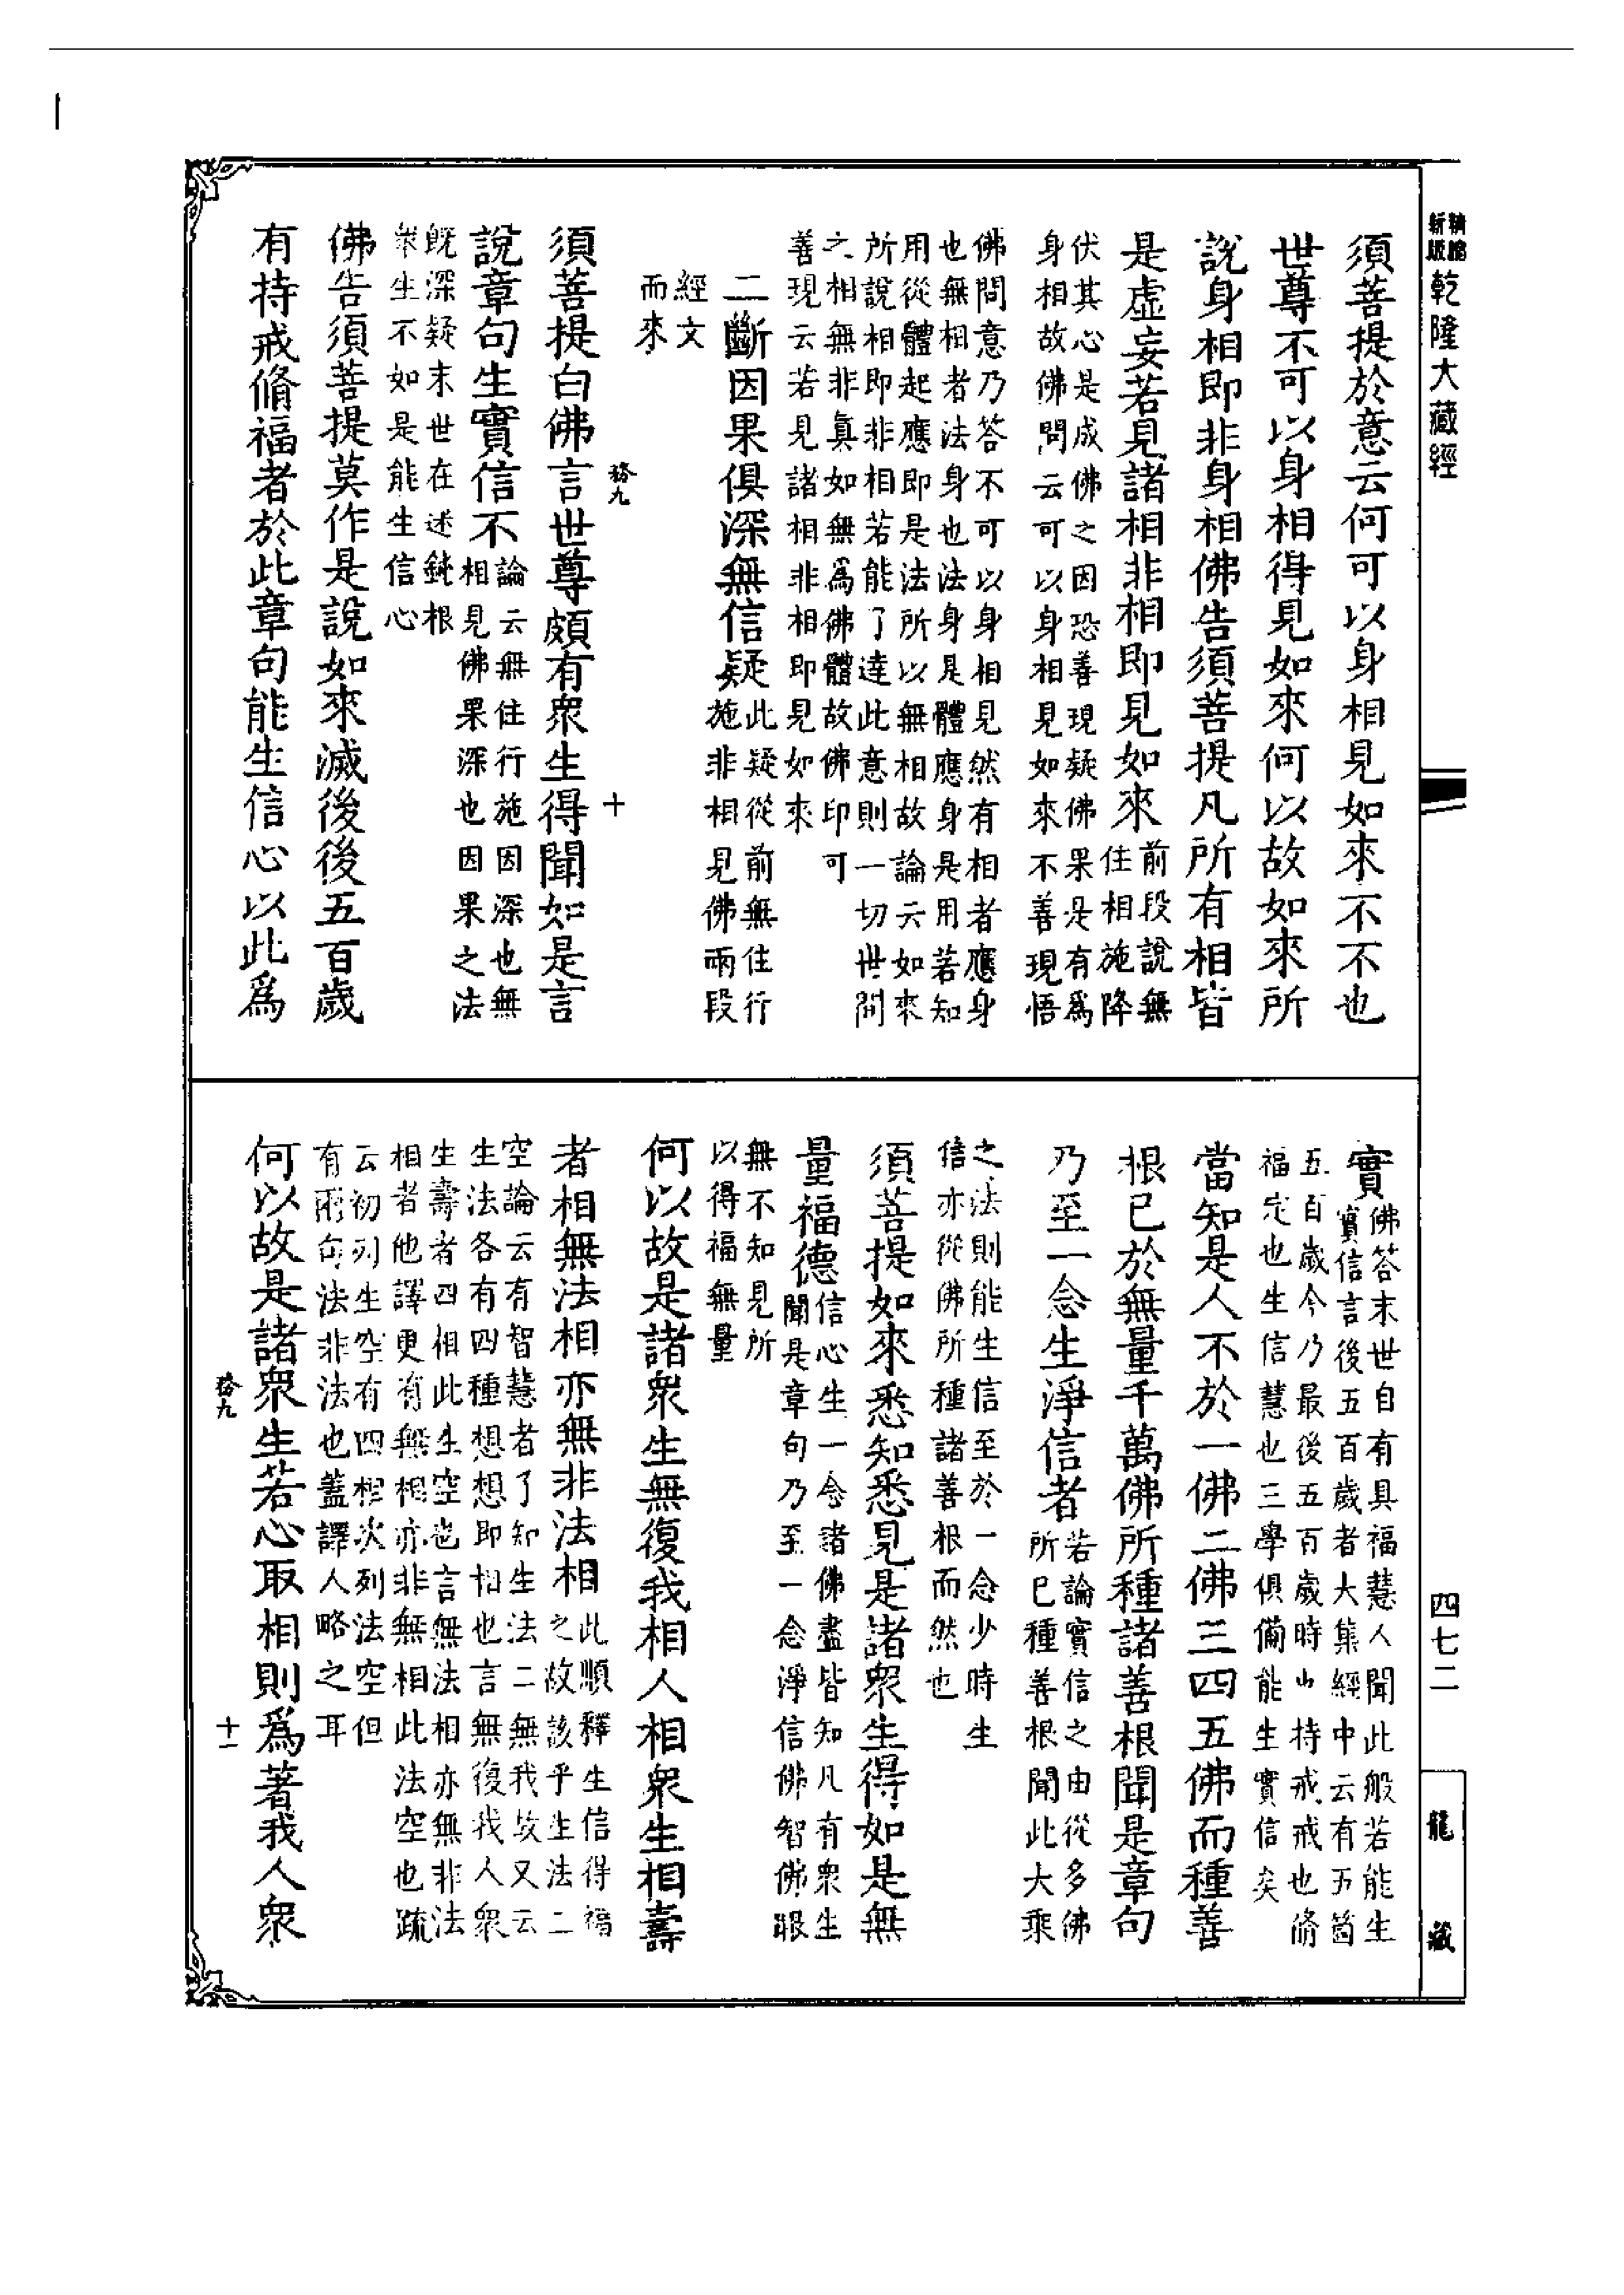 精縮
新版
乾隆大藏經
須菩提於意云何可以身相見如來不不也
世尊不可以身相得見如來何以故如來所
說身相即非身相佛告須菩提凡所有相皆
是虛妄若見諸相非相即見如來前段說無
住相施降
伏其心是成佛之因恐善現疑佛果是有爲
身相故佛問云可以身相見如來不善現悟
佛問意乃答不可以身相見然有相者應身
也無相者法身也法身是體應身是用若知
用從體起應即是法所以無相故論云如來
所說相即非相若能了達此意則一切世間
之相無非眞如無爲佛體故佛印可
善現云若見諸相非相即見如來
二斷因果俱深無信疑此疑從前無住行
施非相見佛兩段
經文
而來
務九
十
須菩提白佛言世尊頗有衆生得聞如是言
說章句生實信不論云無住行施因深也無
相見佛果深也因果之法
旣深疑末世在迷鈍根
衆生不如是能生信心
佛告須菩提莫作是說如來滅後後五百歲
有持戒脩福者於此章句能生信心以此爲
實佛答末世自有具福慧人聞此般若能生
實信言後五百歲者大集經中云有五箇
五百歲今乃最後五百歲時也持戒戒也脩
福定也生信慧也三學俱備能生實信矣
當知是人不於一佛二佛三四五佛而種善
根已於無量千萬佛所種諸善根聞是章句
乃至一念生淨信者若論實信之由從多佛
所已種善根聞此大乘
之法則能生信至於一念少時生
信亦從佛所種諸善根而然也
須菩提如來悉知悉見是諸衆生得如是無
量福德信心生一念諸佛盡皆知凡有衆生
聞是章句乃至一念淨信佛智佛眼
無不知見所
以得福無量
何以故是諸衆生無復我相人相衆生相壽
者相無法相亦無非法相此順釋生信得福
之故該乎生法二
空論云有智慧者了知生法二無我故又云
生法各有四種想想即相也言無復我人衆
生壽者四相此生空也言無法相亦無非法
相者他譯更有無相亦非無相此法空也疏
云初列生空有四相次列法空但
有兩句法非法也蓋譯人略之耳
何以故是諸衆生若心取相則爲著我人衆
務九
十一
四七二
龍藏